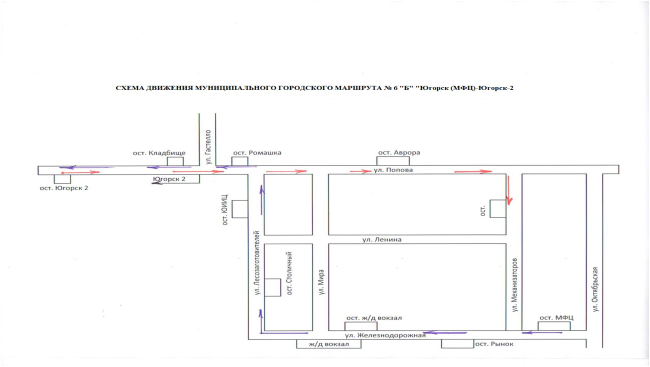 СХЕМА ДВИЖЕНИЯ МУНИЦИПАЛЬНОГО ГОРОДСКОГО МАРШРУТА № 6 "Б" "Югорск (МФЦ)-Югорск-2
ул. Гастелло
ост. Кладбище
ост. Ромашка
ост. Аврора
ул. Попова
Югорск 2
ост. Югорск 2
ост. ЮИИЦ
ост.
ул. Ленина
ул. Лесозаготовителей
ост. Столичный
ул. Мира
ул. Механизаторов
ул. Октябрьская
ост. ж/д вокзал
ост. МФЦ
ул. Железнодорожная
ж/д вокзал
ост. Рынок